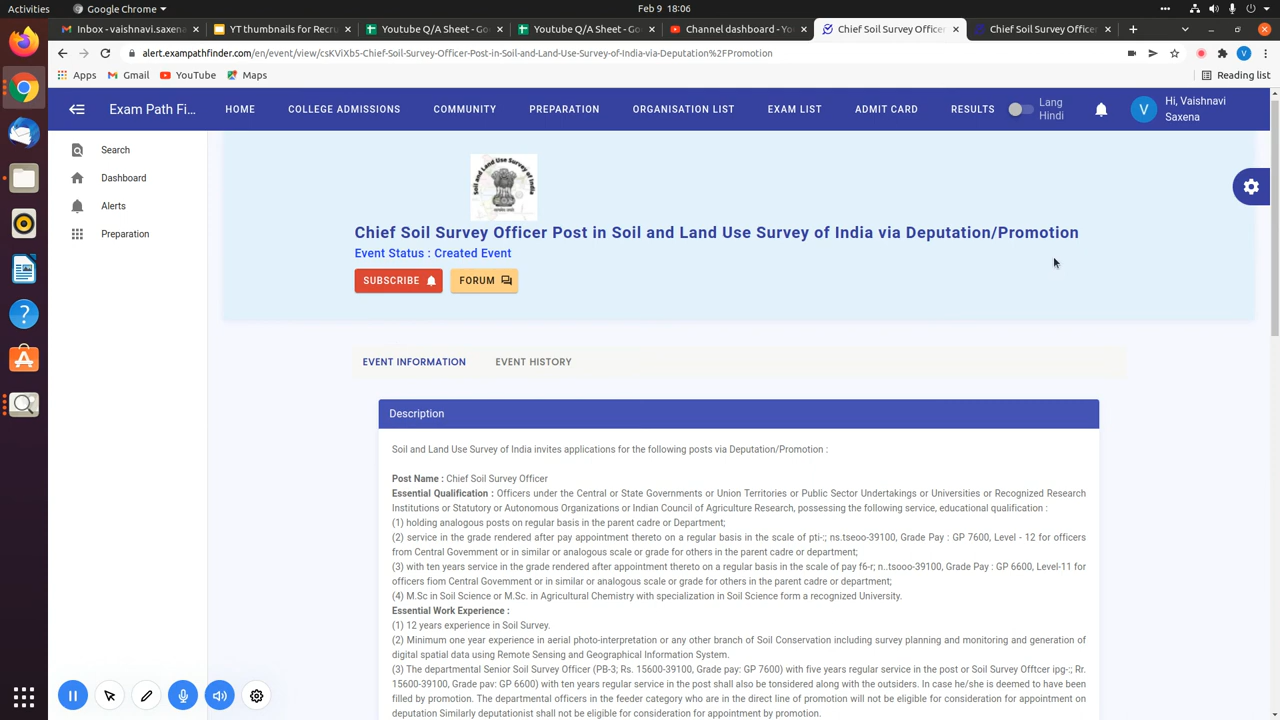 Activities
Google Chrome
Feb 9 18:06
Inbox - vaishnavi.saxena
YT thumbnails for Recru
Youtube Q/A Sheet - Go
Youtube Q/A Sheet - Go
Channel dashboard - Yo
Chief Soil Survey Officer
Chief Soil Survey Officer
alert.exampathfinder.com/en/event/view/csKViXb5-Chief-Soil-Survey-Officer-Post-in-Soil-and-Land-Use-Survey-of-India-via-Deputation%2FPromotion
V
Apps
Gmail
YouTube
Maps
Reading list
Exam Path Fi...
HOME
COLLEGE ADMISSIONS
COMMUNITY
PREPARATION
ORGANISATION LIST
EXAM LIST
ADMIT CARD
RESULTS
Lang Hindi
V
Hi, Vaishnavi Saxena
Search
Dashboard
Alerts
Preparation
Soil and Land Use Survey of India
Chief Soil Survey Officer Post in Soil and Land Use Survey of India via Deputation/Promotion
Event Status : Created Event
SUBSCRIBE
FORUM
EVENT INFORMATION
EVENT HISTORY
Description
Soil and Land Use Survey of India invites applications for the following posts via Deputation/Promotion :
Post Name : Chief Soil Survey Officer
Essential Qualification : Officers under the Central or State Governments or Union Territories or Public Sector Undertakings or Universities or Recognized Research
Institutions or Statutory or Autonomous Organizations or Indian Council of Agriculture Research, possessing the following service, educational qualification :
(1) holding analogous posts on regular basis in the parent cadre or Department;
(2) service in the grade rendered after pay appointment thereto on a regular basis in the scale of pti-:; ns.tseoo-39100, Grade Pay : GP 7600, Level - 12 for officers
from Central Govemment or in similar or analogous scale or grade for others in the parent cadre or department;
(3) with ten years service in the grade rendered after appointment thereto on a regular basis in the scale of pay f6-r; n..tsooo-39100, Grade Pay : GP 6600, Level-11 for
officers fiom Central Govemment or in similar or analogous scale or grade for others in the parent cadre or department;
(4) M.Sc in Soil Science or M.Sc. in Agricultural Chemistry with specialization in Soil Science form a recognized University.
Essential Work Experience :
(1) 12 years experience in Soil Survey.
(2) Minimum one year experience in aerial photo-interpretation or any other branch of Soil Conservation including survey planning and monitoring and generation of
digital spatial data using Remote Sensing and Geographical Information System.
(3) The departmental Senior Soil Survey Officer (PB-3; Rs. 15600-39100, Grade pay: GP 7600) with five years regular service in the post or Soil Survey Offtcer ipg-:; Rr.
15600-39100, Grade pav: GP 6600) with ten years regular service in the post shall also be tonsidered along with the outsiders. In case he/she is deemed to have been
filled by promotion. The departmental officers in the feeder category who are in the direct line of promotion will not be eligible for consideration for appointment on
deputation Similarly deputationist shall not be eligible for consideration for appointment by promotion.